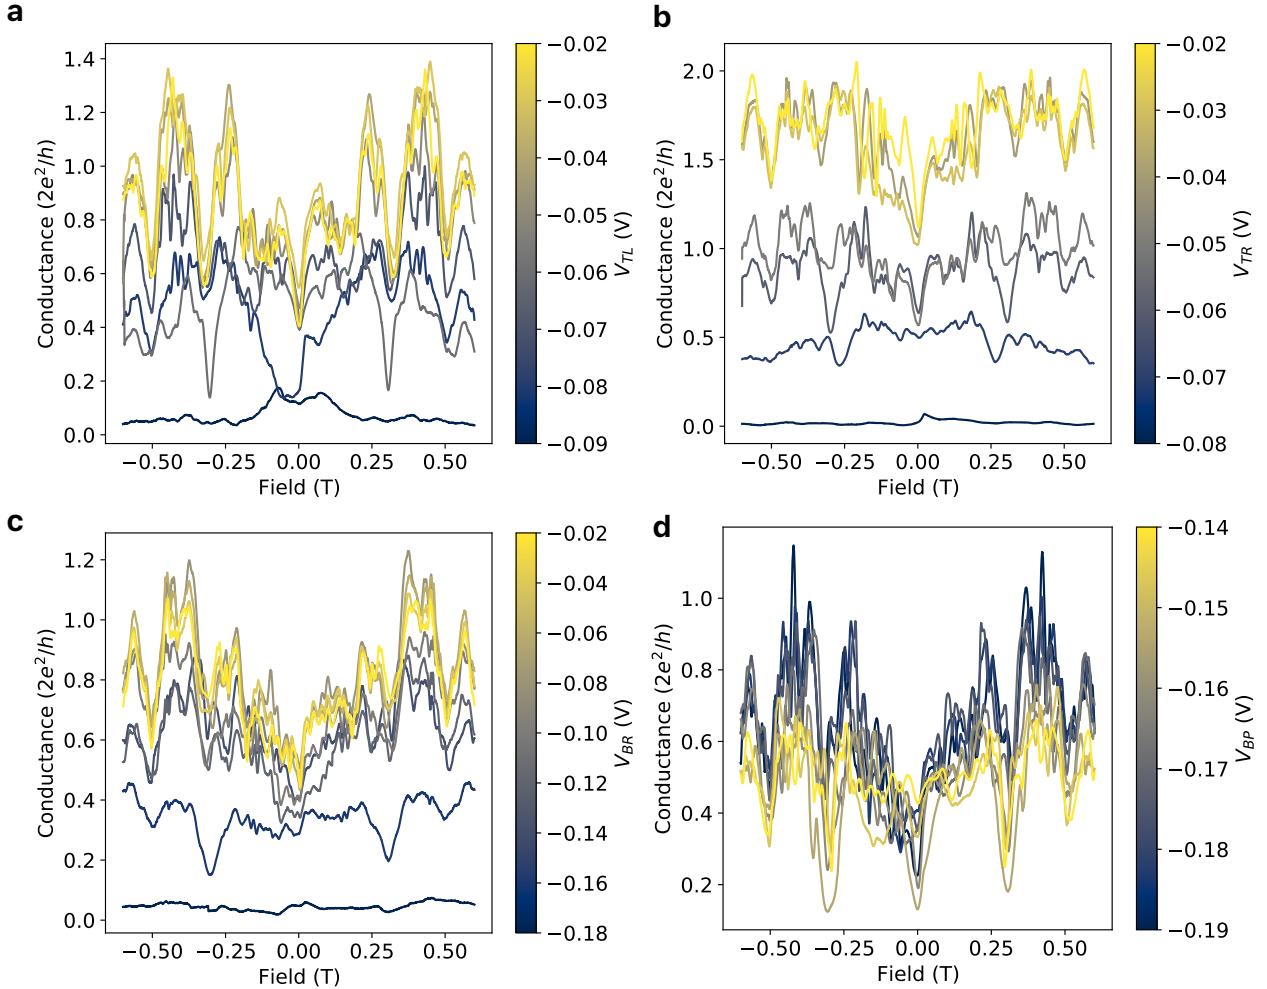 a
Conductance (2e²/h)
1.4
1.2
1.0
0.8
0.6
0.4
0.2
0.0
−0.50 −0.25 0.00 0.25 0.50
Field (T)
−0.02
−0.03
−0.04
−0.05
−0.06
−0.07
−0.08
−0.09
V_TL (V)
b
Conductance (2e²/h)
2.0
1.5
1.0
0.5
0.0
−0.50 −0.25 0.00 0.25 0.50
Field (T)
−0.02
−0.03
−0.04
−0.05
−0.06
−0.07
−0.08
V_TR (V)
c
Conductance (2e²/h)
1.2
1.0
0.8
0.6
0.4
0.2
0.0
−0.50 −0.25 0.00 0.25 0.50
Field (T)
−0.02
−0.04
−0.06
−0.08
−0.10
−0.12
−0.14
−0.16
−0.18
V_BR (V)
d
Conductance (2e²/h)
1.0
0.8
0.6
0.4
0.2
−0.50 −0.25 0.00 0.25 0.50
Field (T)
−0.14
−0.15
−0.16
−0.17
−0.18
−0.19
V_BP (V)